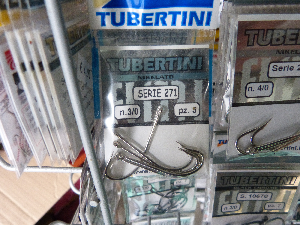 TUBERTINI
TUBERTINI
NIKELATO
SERIE 271
n. 3/0
pz. 5
TUBERTINI
Serie 2
n. 4/0
TUBERTINI